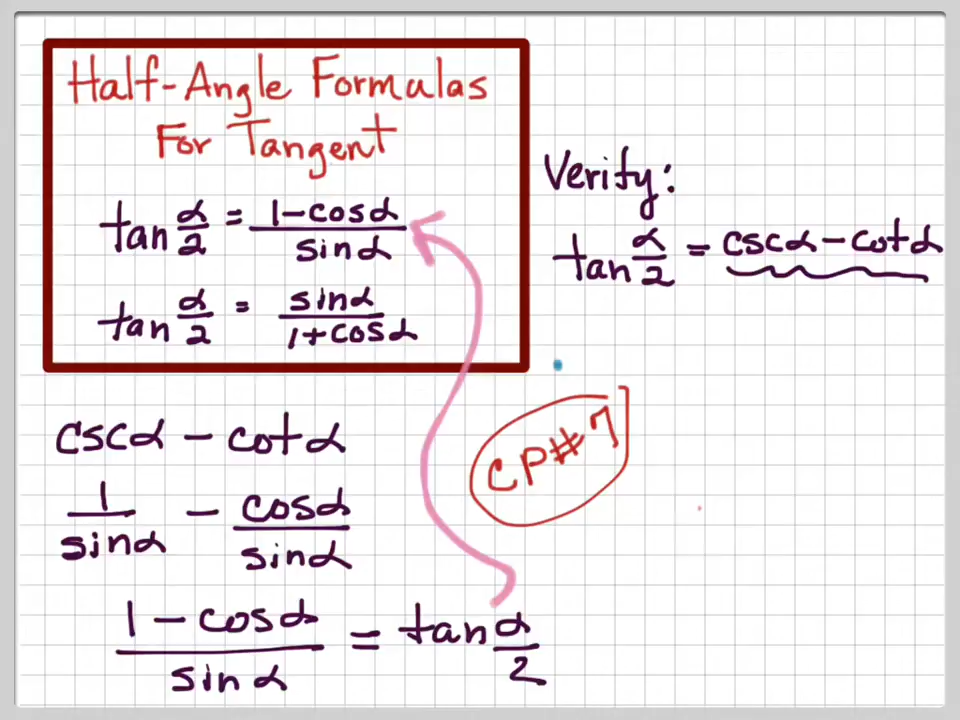 Half-Angle Formulas
For Tangent
tan α/2 = 1-cosα/sinα
tan α/2 = sinα/1+cosα
Verify:
tan α/2 = cscα - cotα
CP#7
cscα - cotα
1/sinα - cosα/sinα
1-cosα/sinα = tan α/2